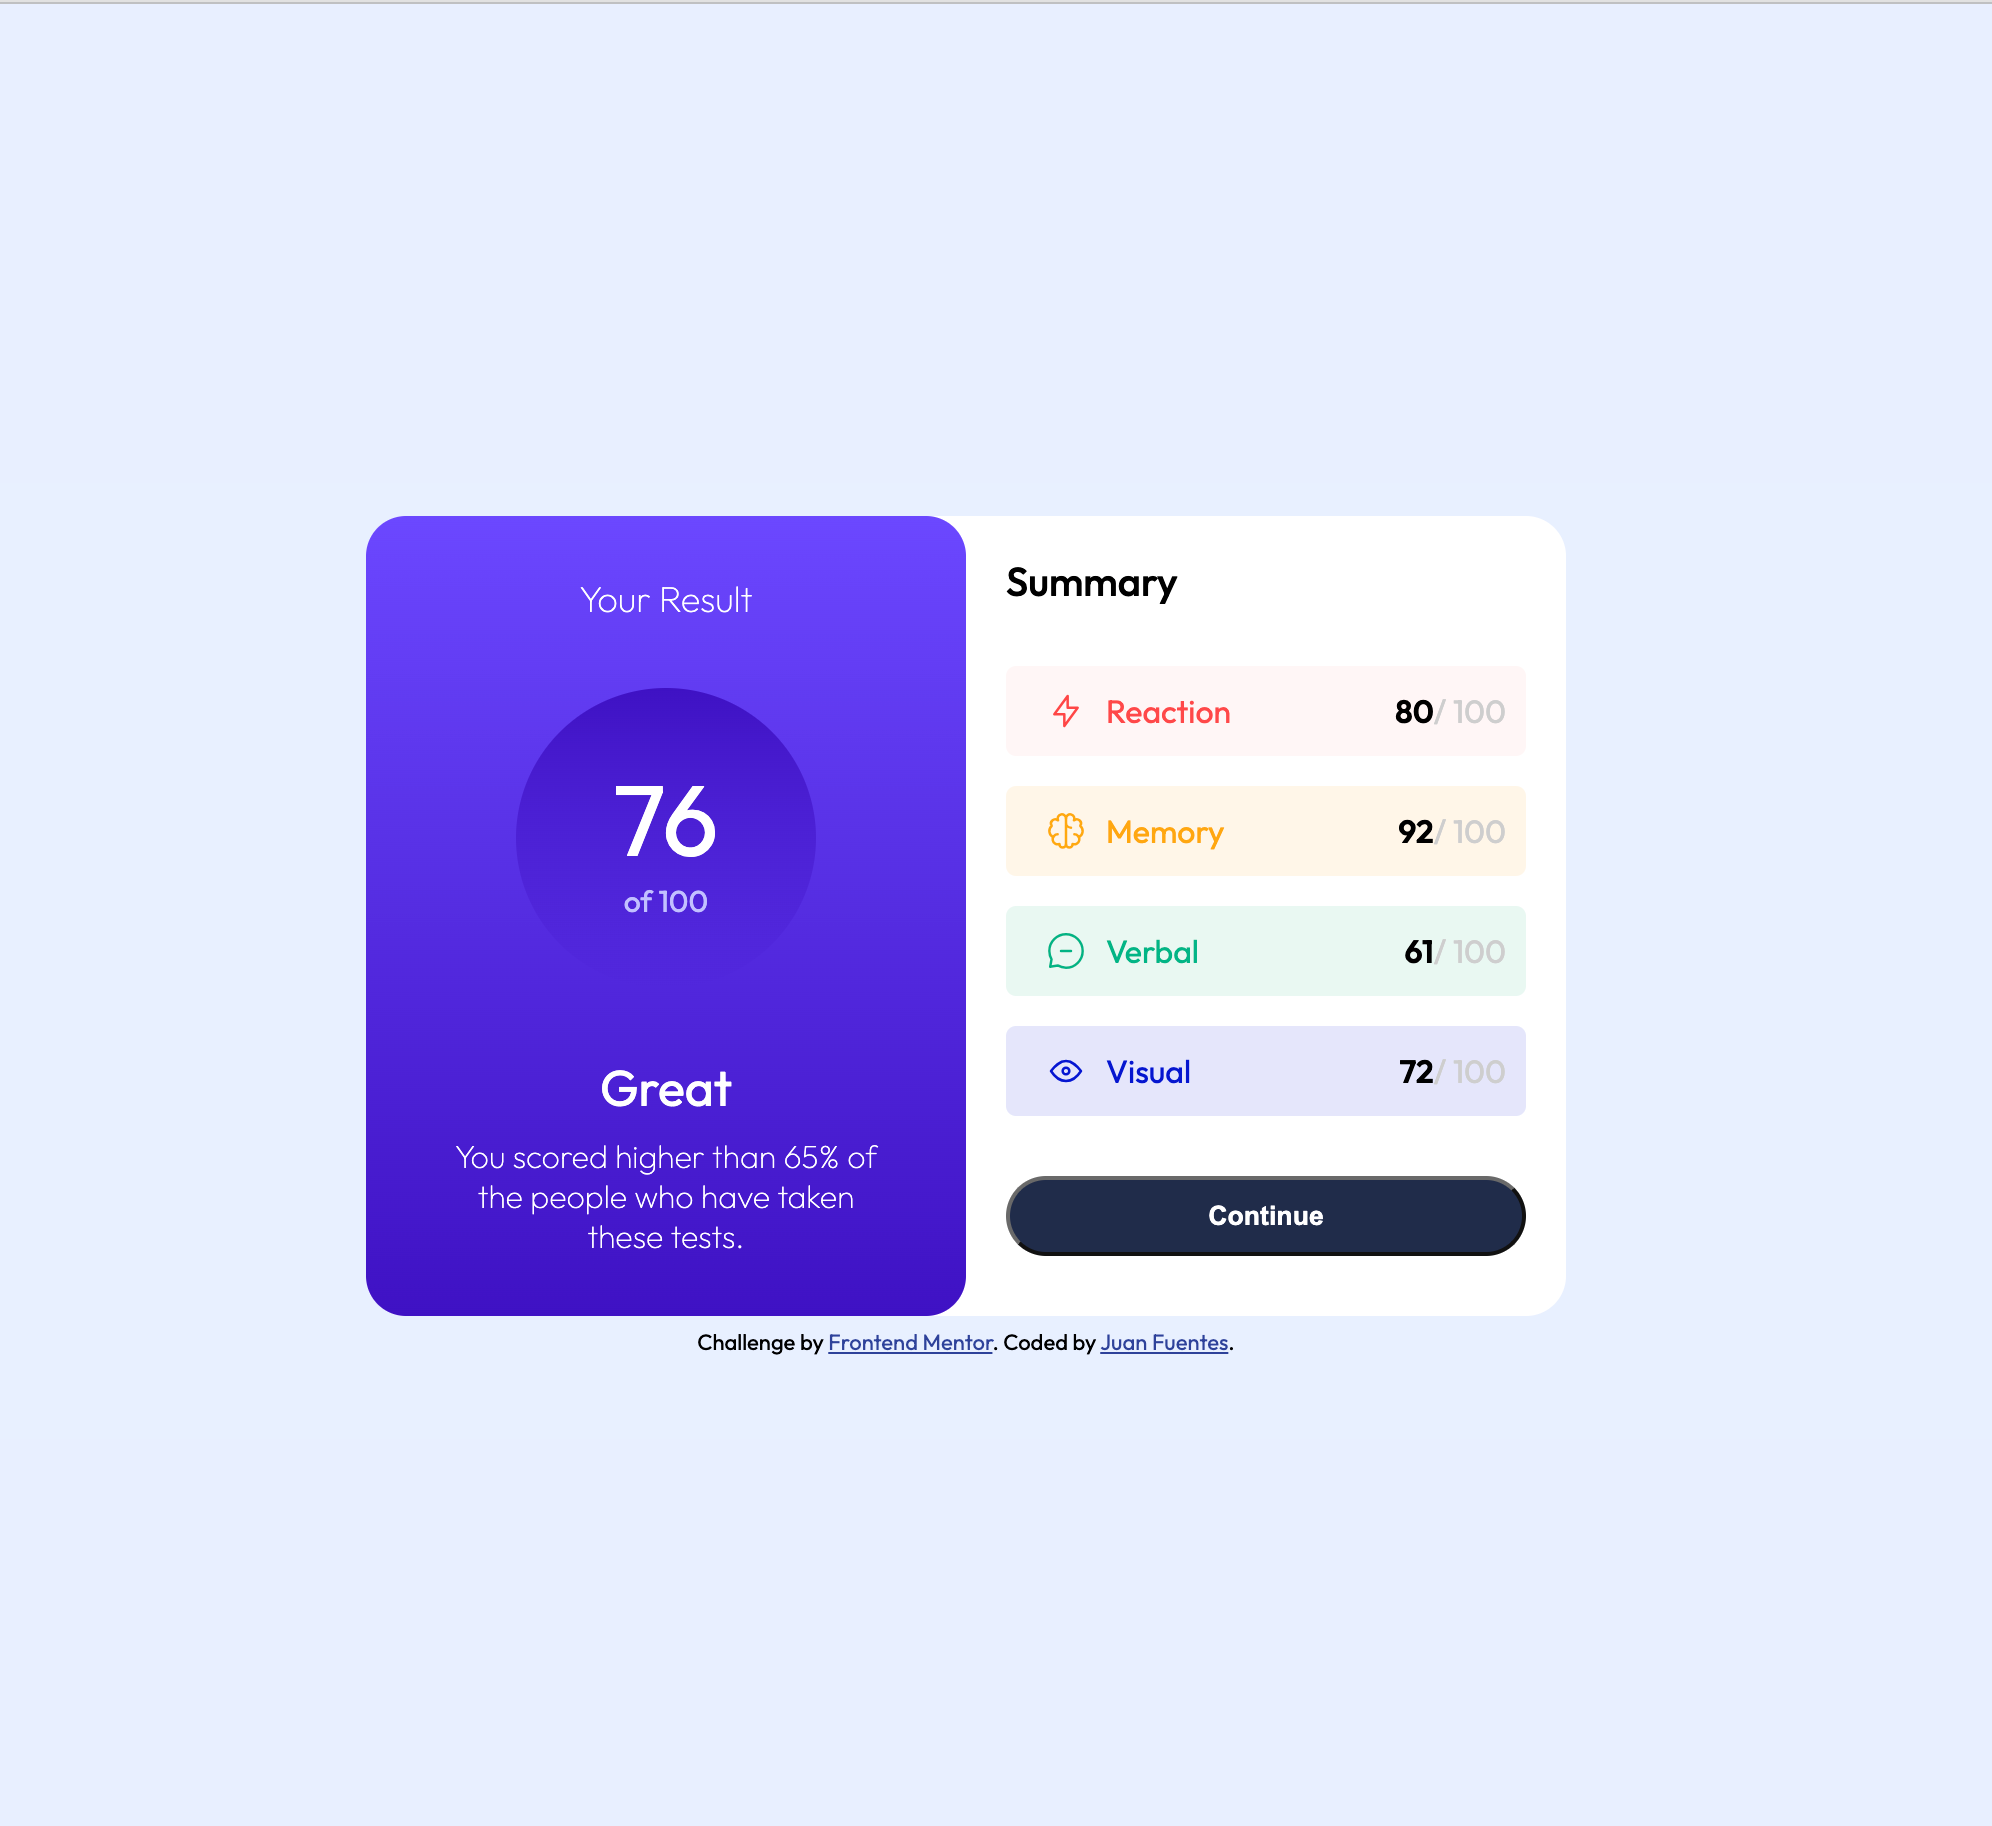 Your Result
76
of 100
Great
You scored higher than 65% of
the people who have taken
these tests.
Summary
Reaction 80/ 100
Memory 92/ 100
Verbal 61/ 100
Visual 72/ 100
Continue
Challenge by Frontend Mentor. Coded by Juan Fuentes.